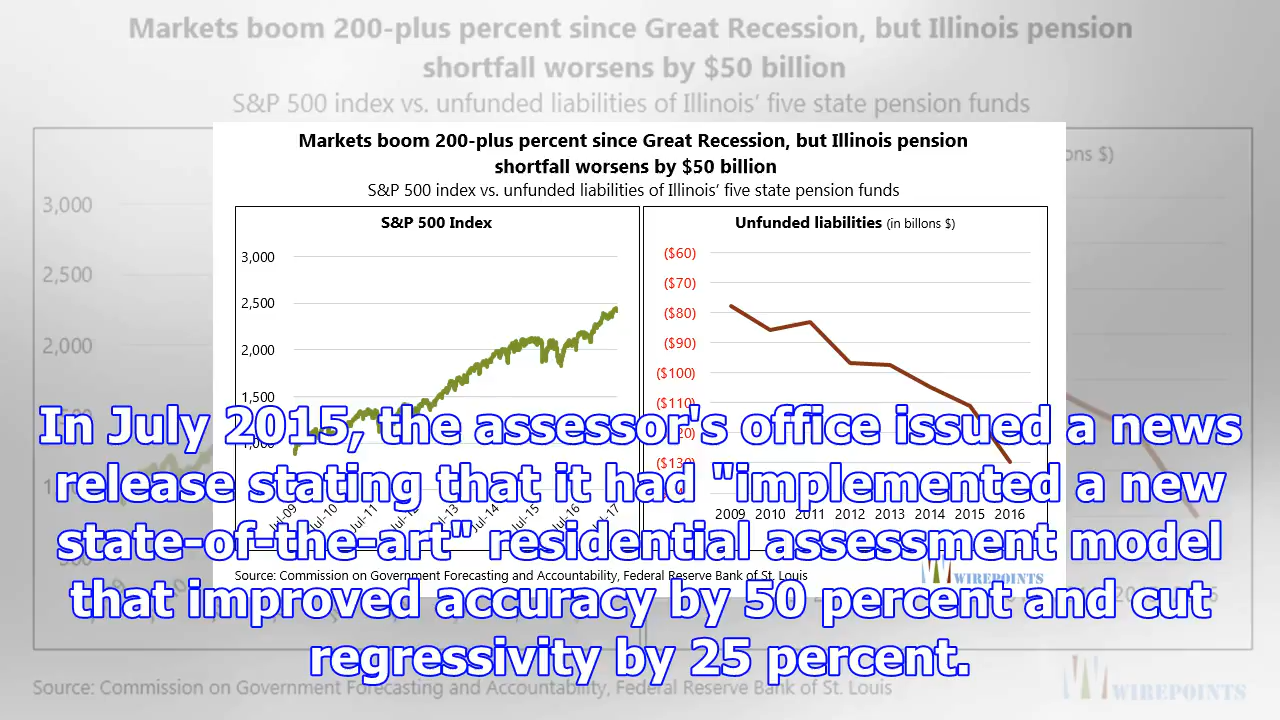 Markets boom 200-plus percent since Great Recession, but Illinois pension
shortfall worsens by $50 billion
S&P 500 index vs. unfunded liabilities of Illinois' five state pension funds
ons $)
3,000
2,500
2,000
Markets boom 200-plus percent since Great Recession, but Illinois pension
shortfall worsens by $50 billion
S&P 500 index vs. unfunded liabilities of Illinois’ five state pension funds
S&P 500 Index
3,000
2,500
2,000
1,500
Unfunded liabilities (in billons $)
($60)
($70)
($80)
($90)
($100)
2009 2010 2011 2012 2013 2014 2015 2016
Source: Commission on Government Forecasting and Accountability, Federal Reserve Bank of St. Louis
WIREPOINTS
In July 2015, the assessor's office issued a news
release stating that it had "implemented a new
state-of-the-art" residential assessment model
that improved accuracy by 50 percent and cut
regressivity by 25 percent.
Source: Commission on Government Forecasting and Accountability, Federal Reserve Bank of St. Louis
WIREPOINTS